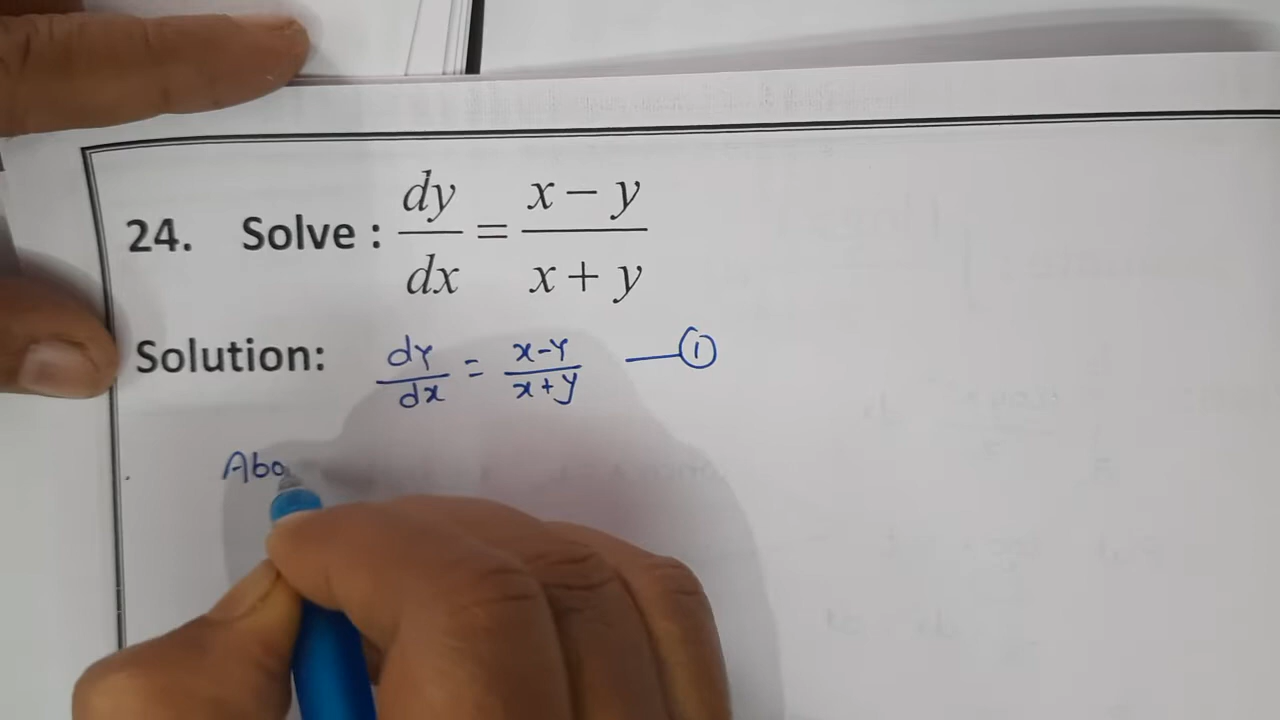 24. Solve : dy/dx = x − y / x + y
Solution: dy/dx = x-y / x+y —①
Abo